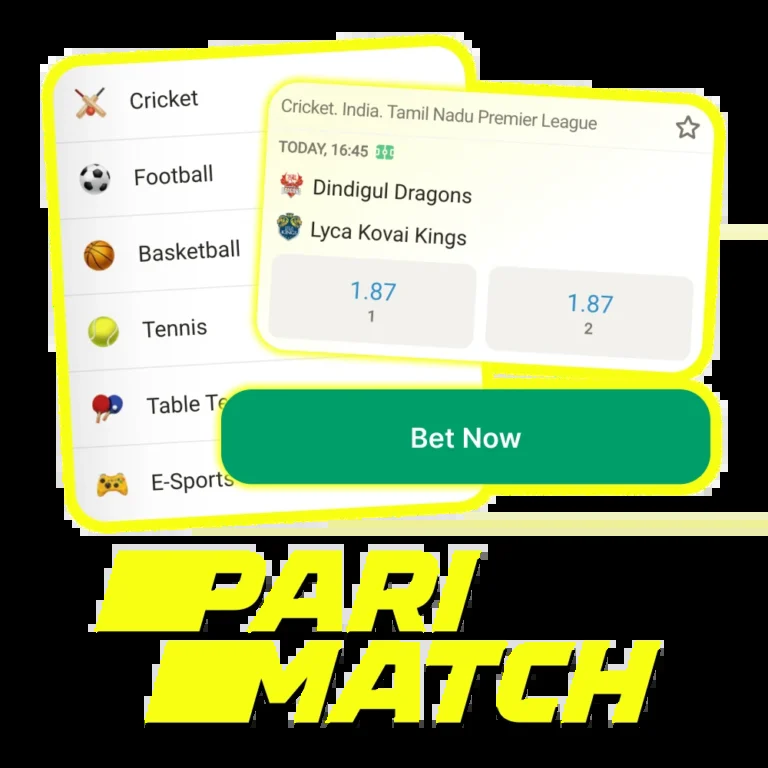 Cricket
Football
Basketball
Tennis
Table Te
E-Sports
Cricket. India. Tamil Nadu Premier League
TODAY, 16:45
Dindigul Dragons
Lyca Kovai Kings
1.87
1
1.87
2
Bet Now
PARI
MATCH